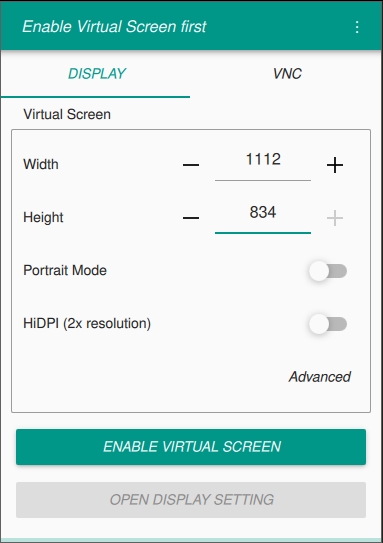 Enable Virtual Screen first
DISPLAY VNC
Virtual Screen
Width 1112
Height 834
Portrait Mode
HiDPI (2x resolution)
Advanced
ENABLE VIRTUAL SCREEN
OPEN DISPLAY SETTING